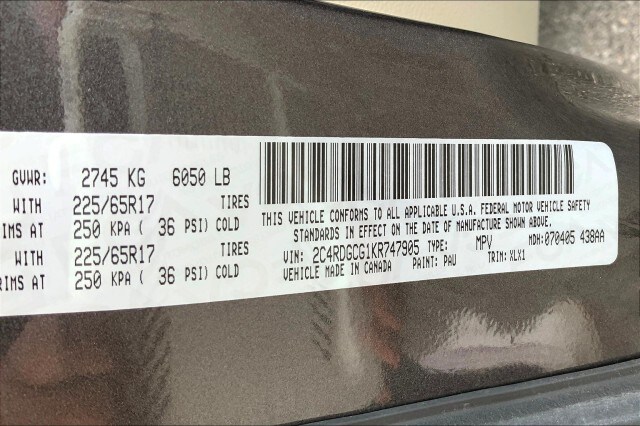 GVWR: 2745 KG 6050 LB
WITH 225/65R17 TIRES
IMS AT 250 KPA ( 36 PSI) COLD
WITH 225/65R17 TIRES
RIMS AT 250 KPA ( 36 PSI) COLD
THIS VEHICLE CONFORMS TO ALL APPLICABLE U.S.A. FEDERAL MOTOR VEHICLE SAFETY
STANDARDS IN EFFECT ON THE DATE OF MANUFACTURE SHOWN ABOVE.
VIN: 2C4RDGCG1KR747905 TYPE: MPV MDH: 070405 438AA
VEHICLE MADE IN CANADA PAINT: PAU TRIM: XLX1